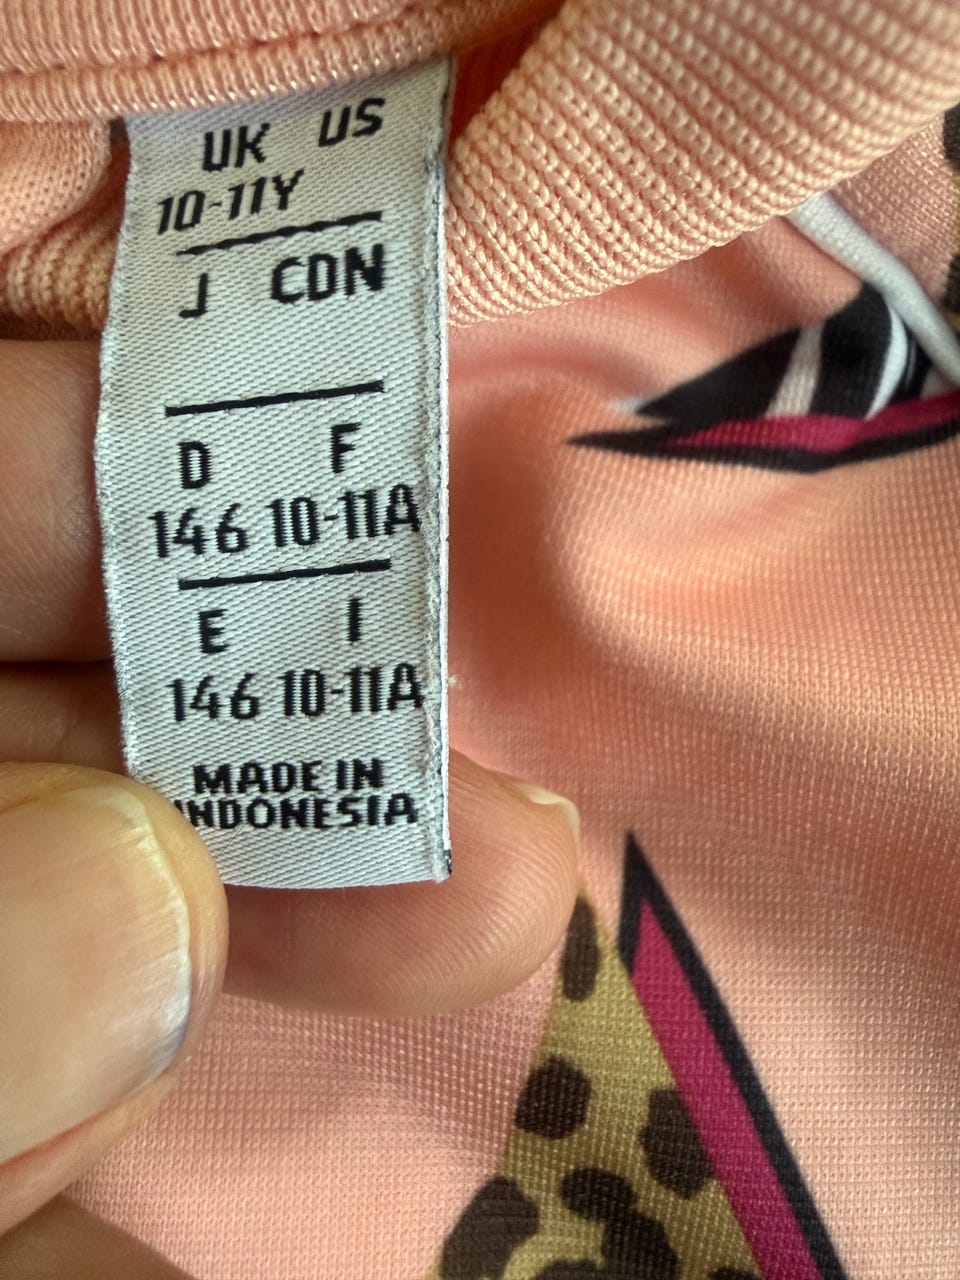 UK US
10-11Y
J CDN
D F
146 10-11A
E I
146 10-11A
MADE IN
INDONESIA